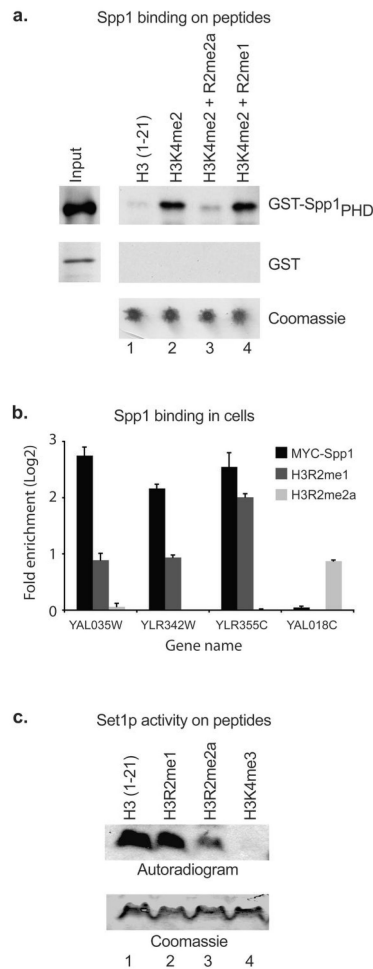 a.
Spp1 binding on peptides
Input
H3 (1-21)
H3K4me2
H3K4me2 + R2me2a
H3K4me2 + R2me1
GST-Spp1PHD
GST
Coomassie
1 2 3 4
b.
Spp1 binding in cells
Fold enrichment (Log2)
3
2
1
0
MYC-Spp1
H3R2me1
H3R2me2a
YAL035W YLR342W YLR355C YAL018C
Gene name
c.
Set1p activity on peptides
H3 (1-21)
H3R2me1
H3R2me2a
H3K4me3
Autoradiogram
Coomassie
1 2 3 4